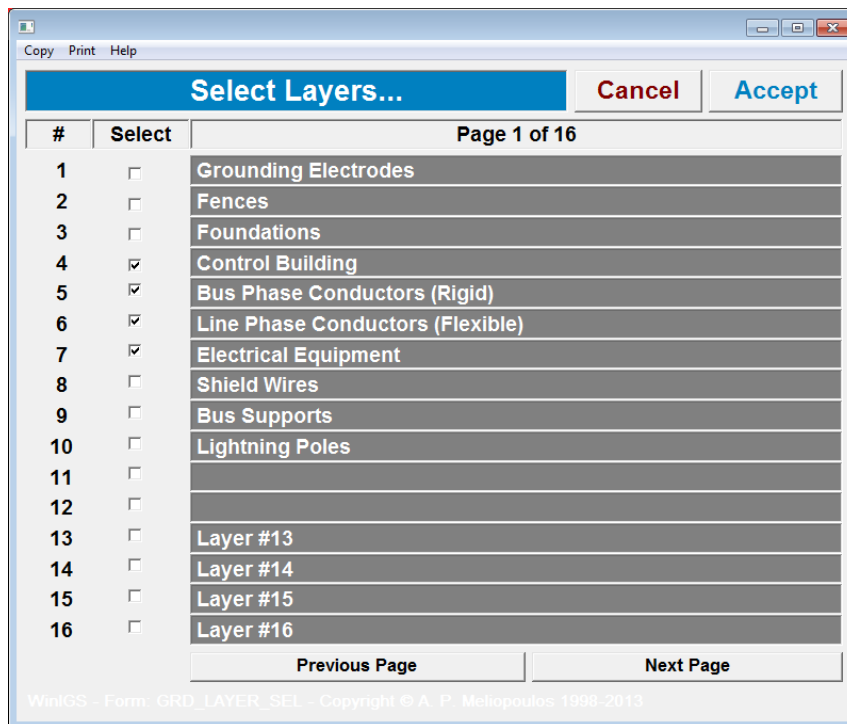 Copy Print Help
Select Layers... Cancel Accept
# Select Page 1 of 16
1 Grounding Electrodes
2 Fences
3 Foundations
4 Control Building
5 Bus Phase Conductors (Rigid)
6 Line Phase Conductors (Flexible)
7 Electrical Equipment
8 Shield Wires
9 Bus Supports
10 Lightning Poles
11
12
13 Layer #13
14 Layer #14
15 Layer #15
16 Layer #16
Previous Page Next Page
WinIGS - Form: GRD_LAYER_SEL - Copyright © A. P. Meliopoulos 1998-2013